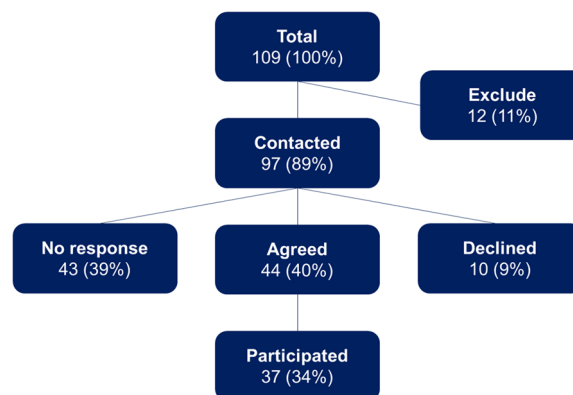 Total
109 (100%)
Exclude
12 (11%)
Contacted
97 (89%)
No response
43 (39%)
Agreed
44 (40%)
Declined
10 (9%)
Participated
37 (34%)